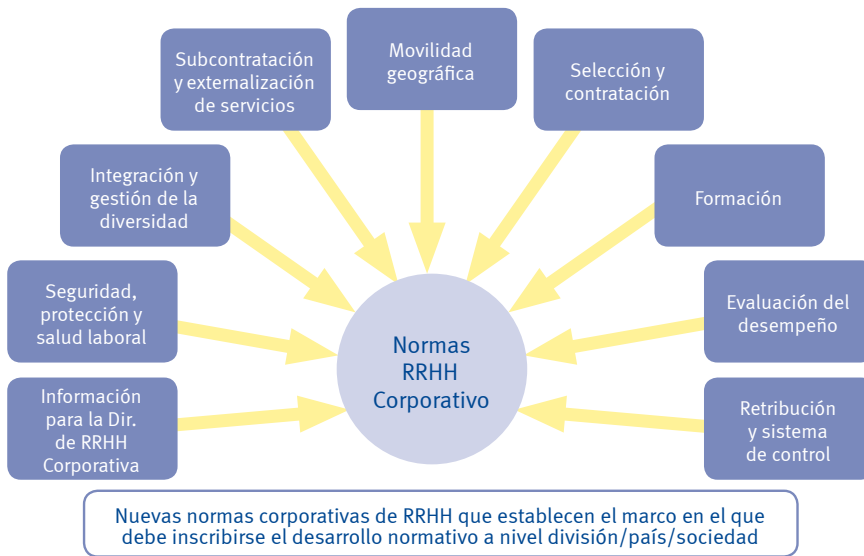 Movilidad
geográfica
Subcontratación
y externalización
de servicios
Selección y
contratación
Integración y
gestión de la
diversidad
Formación
Seguridad,
protección y
salud laboral
Evaluación del
desempeño
Normas
RRHH
Corporativo
Información
para la Dir.
de RRHH
Corporativa
Retribución
y sistema
de control
Nuevas normas corporativas de RRHH que establecen el marco en el que
debe inscribirse el desarrollo normativo a nivel división/país/sociedad